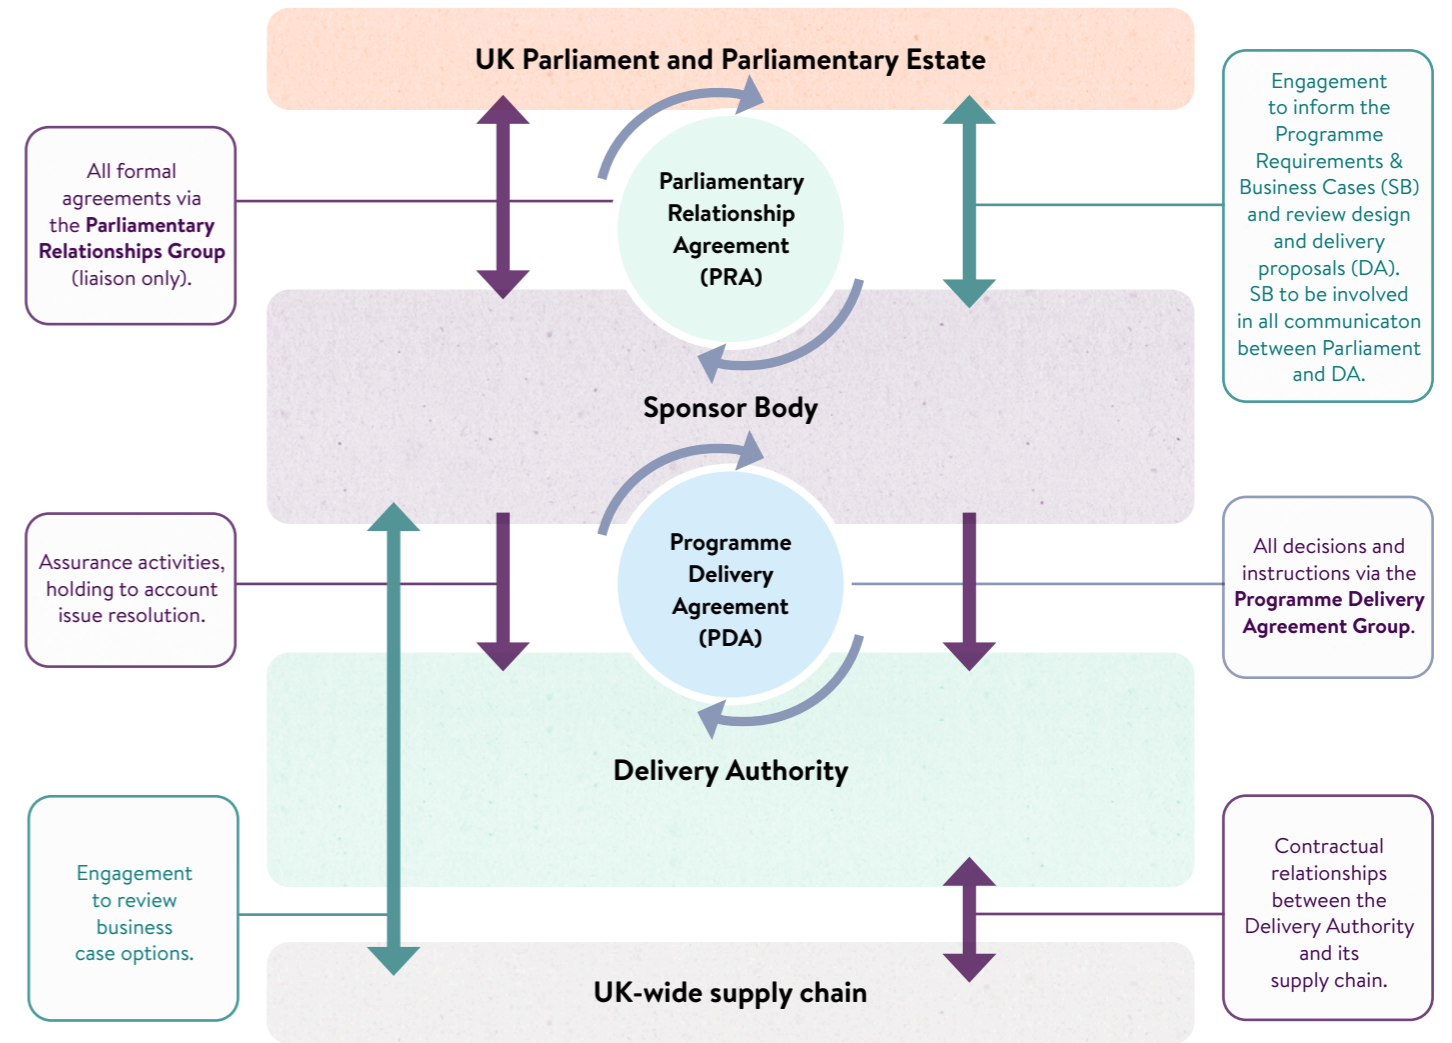 UK Parliament and Parliamentary Estate
All formal
agreements via
the Parliamentary
Relationships Group
(liaison only).
Parliamentary
Relationship
Agreement
(PRA)
Engagement
to inform the
Programme
Requirements &
Business Cases (SB)
and review design
and delivery
proposals (DA).
SB to be involved
in all communicaton
between Parliament
and DA.
Sponsor Body
Assurance activities,
holding to account
issue resolution.
Programme
Delivery
Agreement
(PDA)
All decisions and
instructions via the
Programme Delivery
Agreement Group.
Delivery Authority
Engagement
to review
business
case options.
Contractual
relationships
between the
Delivery Authority
and its
supply chain.
UK-wide supply chain